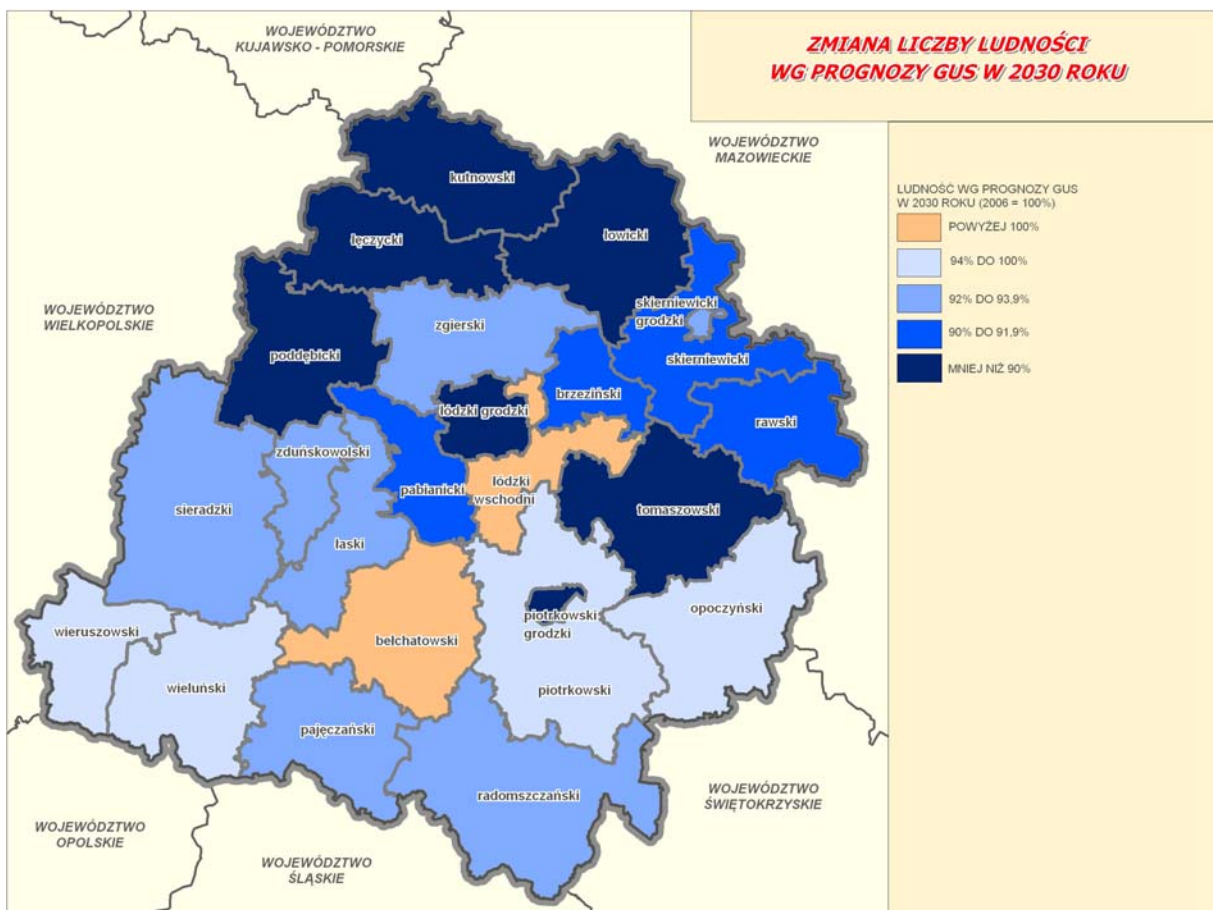 ZMIANA LICZBY LUDNOŚCI
WG PROGNOZY GUS W 2030 ROKU
WOJEWÓDZTWO
KUJAWSKO - POMORSKIE
WOJEWÓDZTWO
MAZOWIECKIE
LUDNOŚĆ WG PROGNOZY GUS
W 2030 ROKU (2006 = 100%)
POWYŻEJ 100%
94% DO 100%
92% DO 93,9%
90% DO 91,9%
MNIEJ NIŻ 90%
kutnowski
łęczycki
łowicki
WOJEWÓDZTWO
WIELKOPOLSKIE
skierniewicki
grodzki
zgierski
poddębicki
skierniewicki
brzeziński
łódzki grodzki
rawski
zduńskowolski
pabianicki
łódzki
wschodni
sieradzki
tomaszowski
łaski
opoczyński
piotrkowski
grodzki
wieruszowski
bełchatowski
wieluński
piotrkowski
pajęczański
radomszczański
WOJEWÓDZTWO
ŚWIĘTOKRZYSKIE
WOJEWÓDZTWO
OPOLSKIE
WOJEWÓDZTWO
ŚLĄSKIE